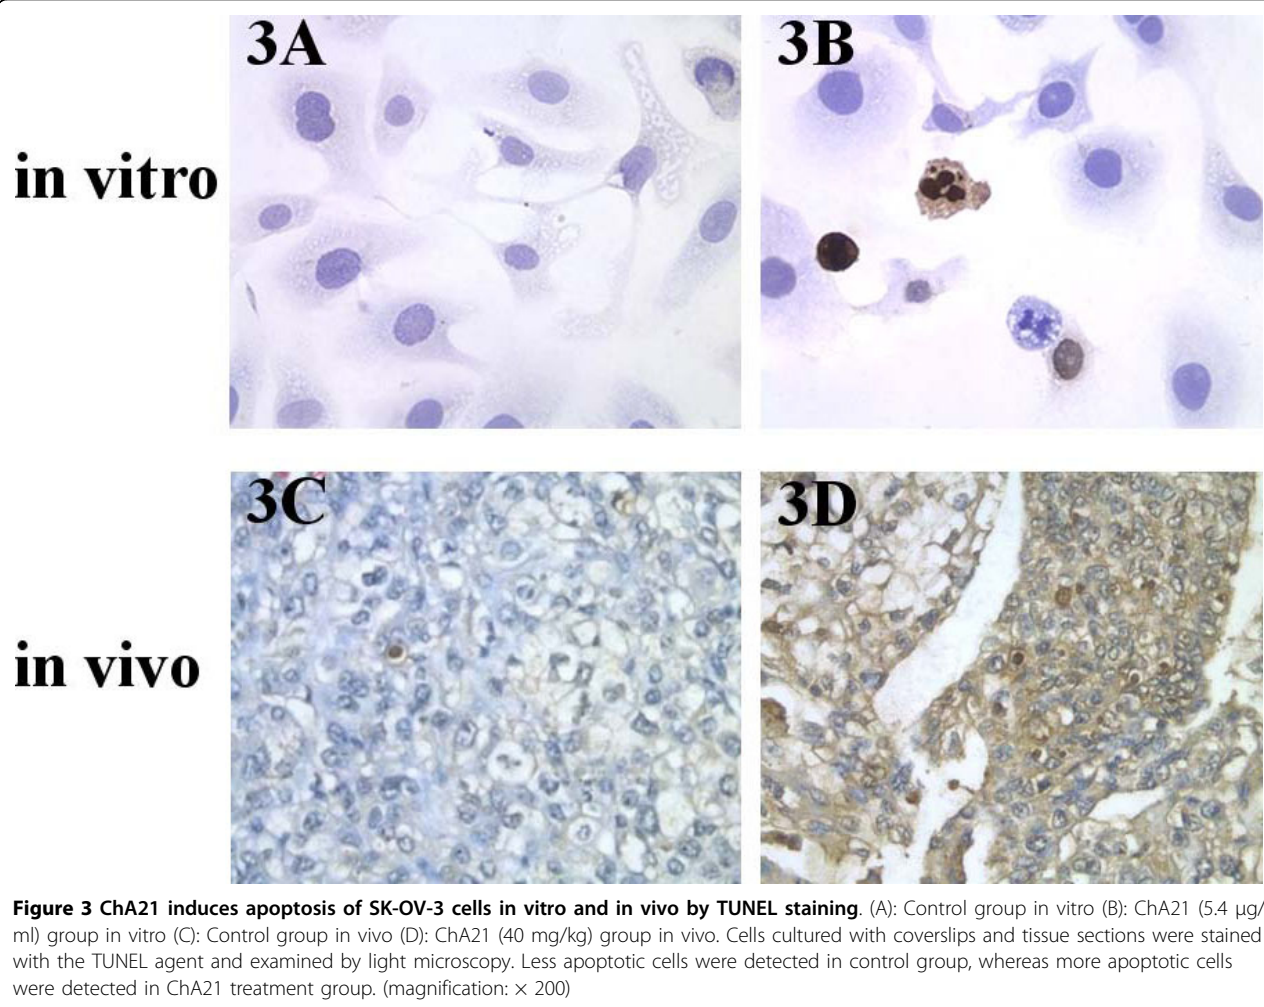 3A
3B
in vitro
3C
3D
in vivo
Figure 3 ChA21 induces apoptosis of SK-OV-3 cells in vitro and in vivo by TUNEL staining. (A): Control group in vitro (B): ChA21 (5.4 μg/
ml) group in vitro (C): Control group in vivo (D): ChA21 (40 mg/kg) group in vivo. Cells cultured with coverslips and tissue sections were stained
with the TUNEL agent and examined by light microscopy. Less apoptotic cells were detected in control group, whereas more apoptotic cells
were detected in ChA21 treatment group. (magnification: × 200)